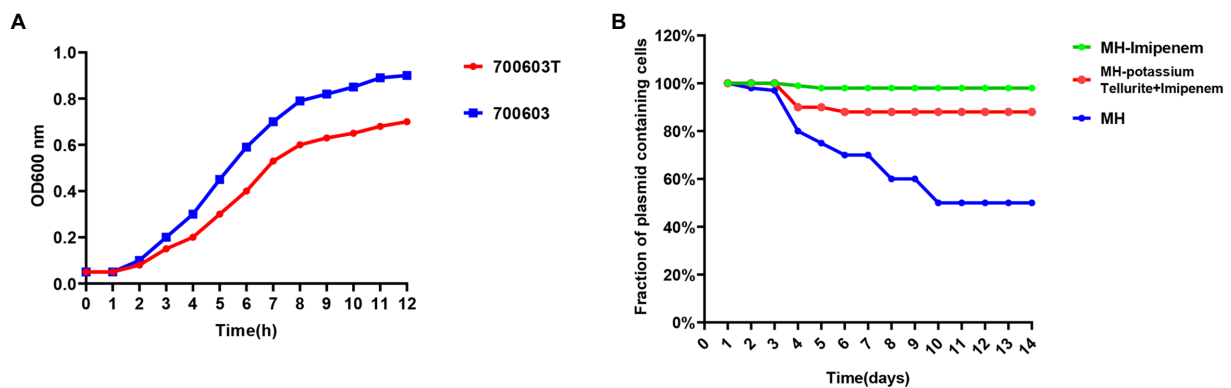 A
1.0
0.8
0.6
0.4
0.2
0.0
OD600 nm
0 1 2 3 4 5 6 7 8 9 10 11 12
Time(h)
700603T
700603
B
120%
100%
80%
60%
40%
20%
0%
Fraction of plasmid containing cells
0 1 2 3 4 5 6 7 8 9 10 11 12 13 14
Time(days)
MH-Imipenem
MH-potassium
Tellurite+Imipenem
MH